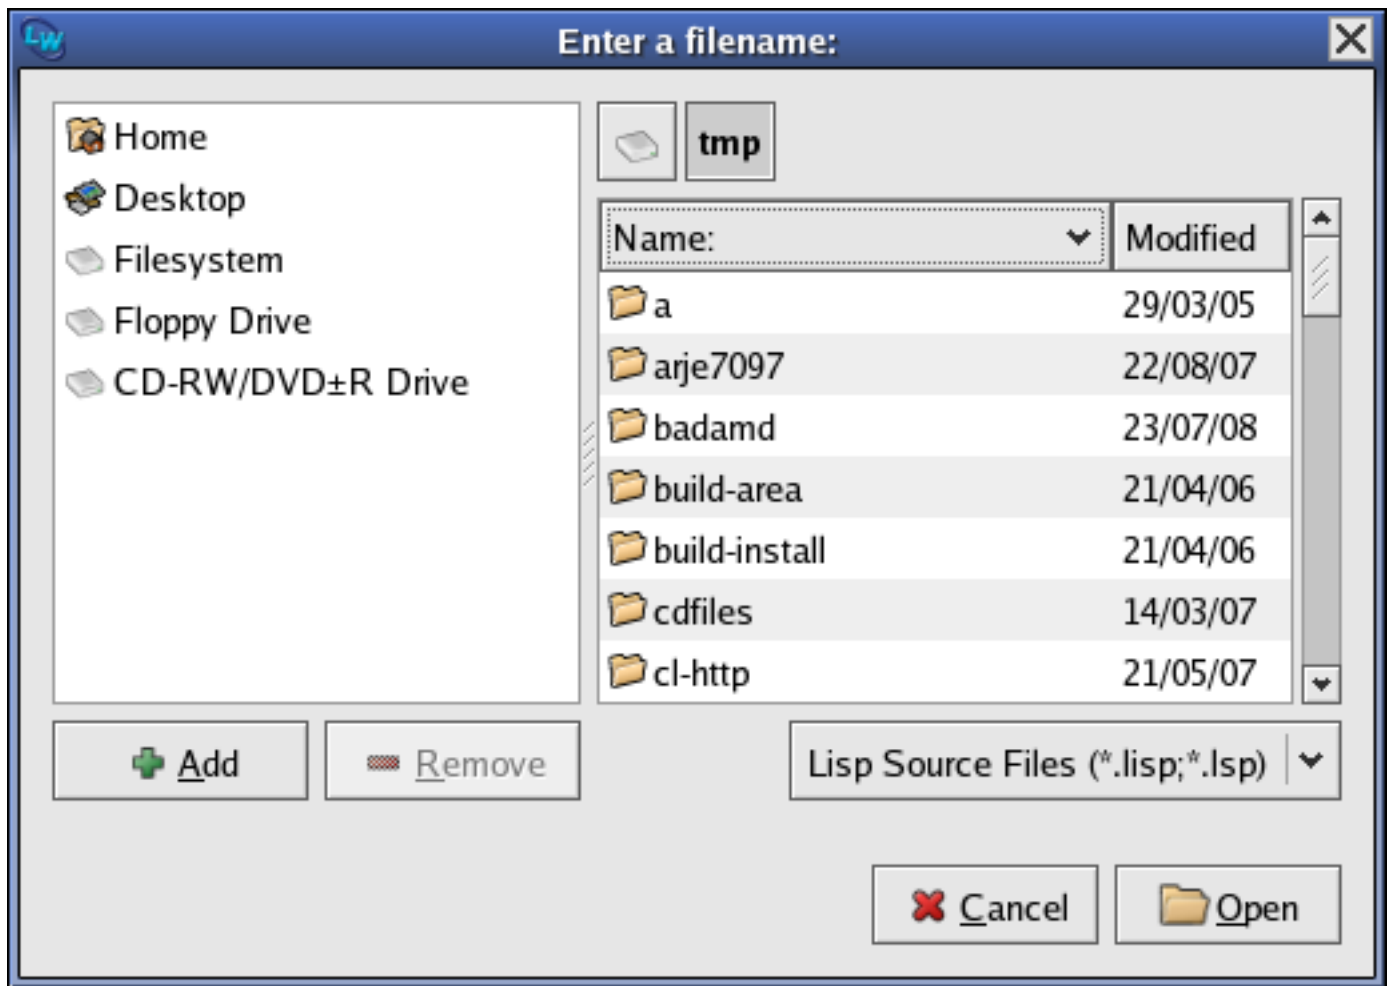 LW
Enter a filename:
Home
Desktop
Filesystem
Floppy Drive
CD-RW/DVD±R Drive
Add
Remove
tmp
Name: Modified
a 29/03/05
arje7097 22/08/07
badamd 23/07/08
build-area 21/04/06
build-install 21/04/06
cdfiles 14/03/07
cl-http 21/05/07
Lisp Source Files (*.lisp;*.lsp)
Cancel
Open